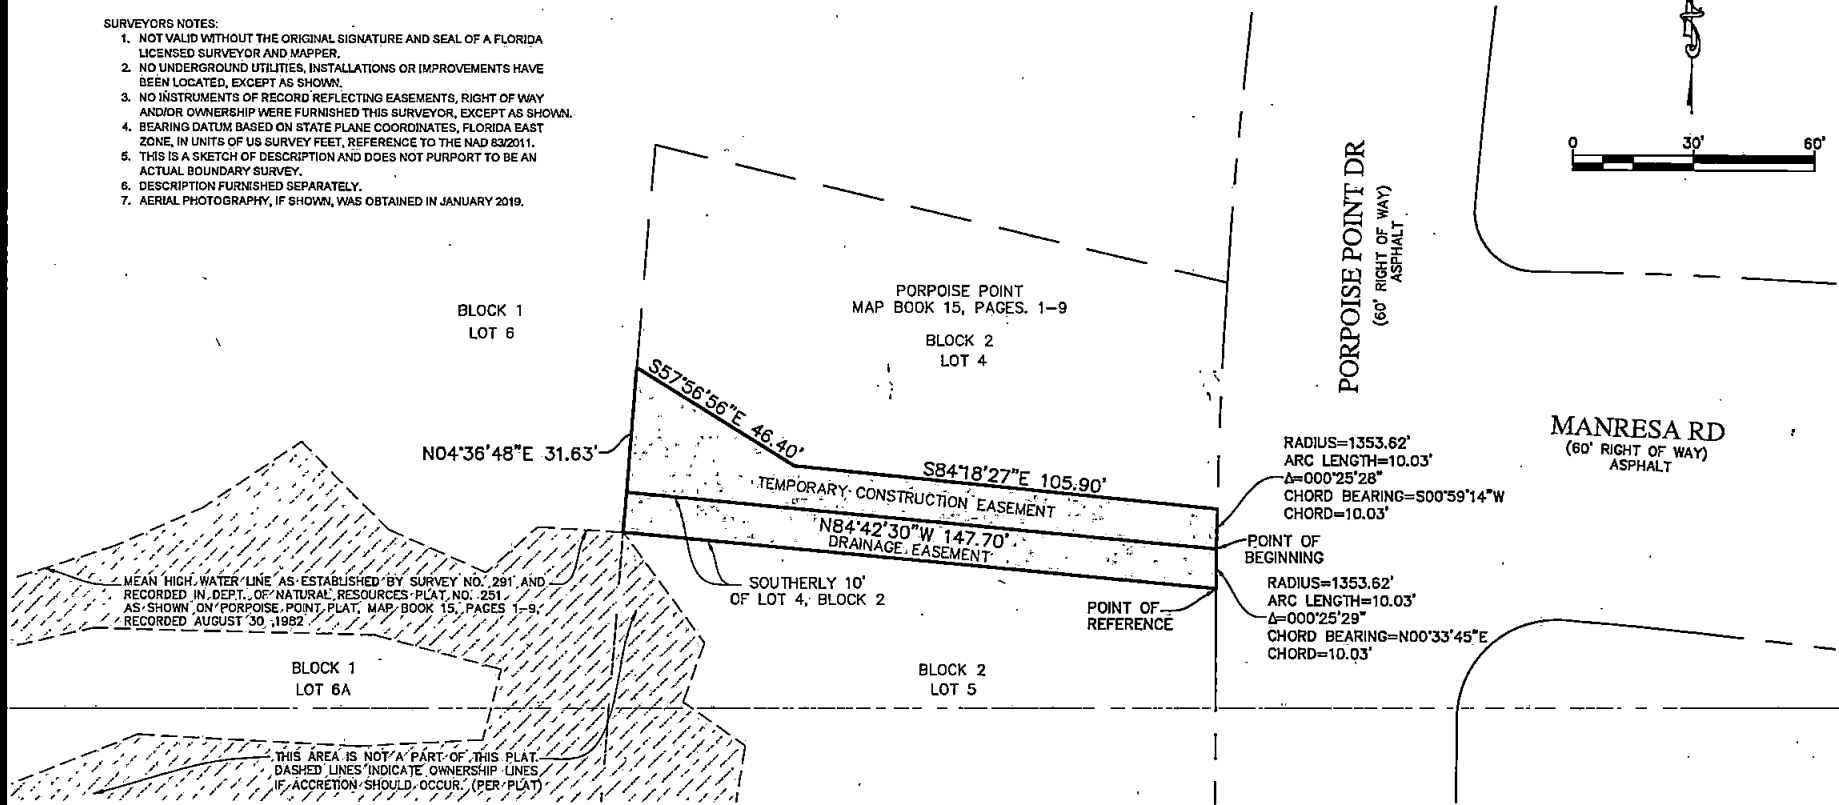 SURVEYORS NOTES:
1. NOT VALID WITHOUT THE ORIGINAL SIGNATURE AND SEAL OF A FLORIDA
LICENSED SURVEYOR AND MAPPER.
2. NO UNDERGROUND UTILITIES, INSTALLATIONS OR IMPROVEMENTS HAVE
BEEN LOCATED, EXCEPT AS SHOWN.
3. NO INSTRUMENTS OF RECORD REFLECTING EASEMENTS, RIGHT OF WAY
AND/OR OWNERSHIP WERE FURNISHED THIS SURVEYOR, EXCEPT AS SHOWN.
4. BEARING DATUM BASED ON STATE PLANE COORDINATES, FLORIDA EAST
ZONE, IN UNITS OF US SURVEY FEET, REFERENCE TO THE NAD 83/2011.
5. THIS IS A SKETCH OF DESCRIPTION AND DOES NOT PURPORT TO BE AN
ACTUAL BOUNDARY SURVEY.
6. DESCRIPTION FURNISHED SEPARATELY.
7. AERIAL PHOTOGRAPHY, IF SHOWN, WAS OBTAINED IN JANUARY 2019.
0 30' 60'
PORPOISE POINT DR
(60' RIGHT OF WAY)
ASPHALT
PORPOISE POINT
MAP BOOK 15, PAGES. 1-9
BLOCK 2
LOT 4
BLOCK 1
LOT 6
S57°56'56"E 46.40'
N04°36'48"E 31.63'
S84°18'27"E 105.90'
TEMPORARY CONSTRUCTION EASEMENT
N84°42'30"W 147.70'
DRAINAGE EASEMENT
RADIUS=1353.62'
ARC LENGTH=10.03'
Δ=000°25'28"
CHORD BEARING=S00°59'14"W
CHORD=10.03'
MANRESA RD
(60' RIGHT OF WAY)
ASPHALT
POINT OF
BEGINNING
RADIUS=1353.62'
ARC LENGTH=10.03'
Δ=000°25'29"
CHORD BEARING=N00°33'45"E
CHORD=10.03'
POINT OF
REFERENCE
SOUTHERLY 10'
OF LOT 4, BLOCK 2
MEAN HIGH WATER LINE AS ESTABLISHED BY SURVEY NO. 291 AND
RECORDED IN DEPT. OF NATURAL RESOURCES PLAT NO. 251
AS SHOWN ON PORPOISE POINT PLAT, MAP BOOK 15, PAGES 1-9,
RECORDED AUGUST 30, 1982
BLOCK 1
LOT 6A
BLOCK 2
LOT 5
THIS AREA IS NOT A PART OF THIS PLAT.
DASHED LINES INDICATE OWNERSHIP LINES
IF ACCRETION SHOULD OCCUR. (PER PLAT)